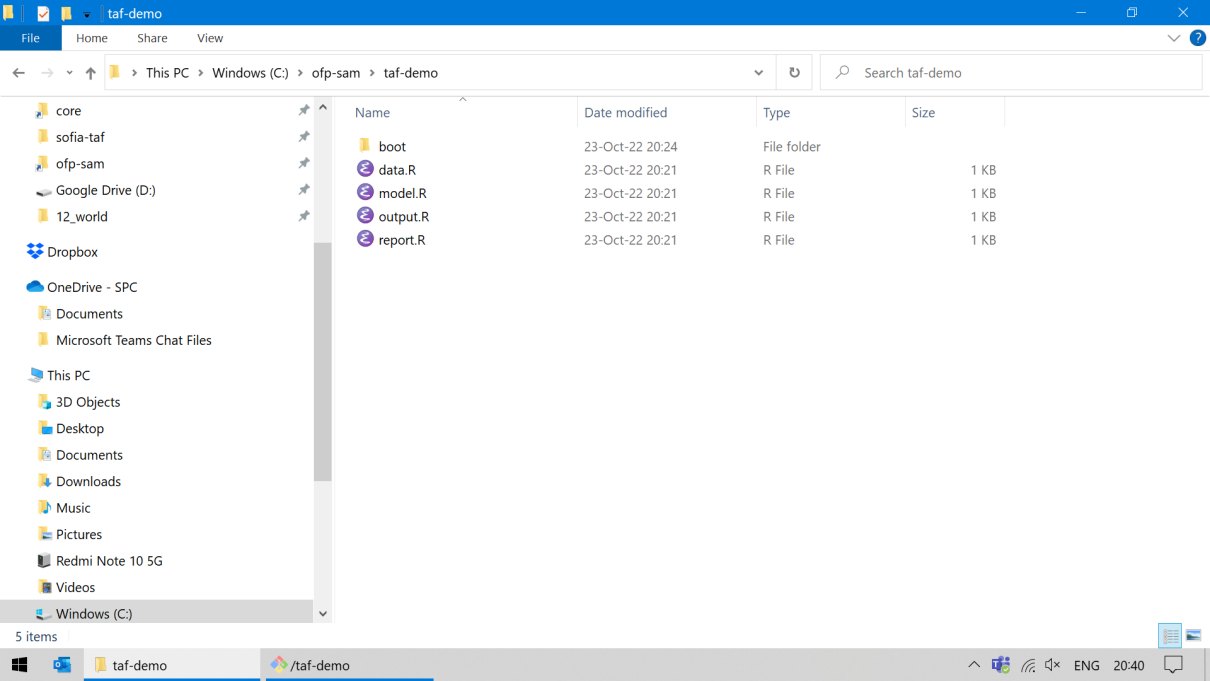 taf-demo
File Home Share View
This PC Windows (C:) ofp-sam taf-demo
Search taf-demo
Name Date modified Type Size
boot 23-Oct-22 20:24 File folder
data.R 23-Oct-22 20:21 R File 1 KB
model.R 23-Oct-22 20:21 R File 1 KB
output.R 23-Oct-22 20:21 R File 1 KB
report.R 23-Oct-22 20:21 R File 1 KB
core
sofia-taf
ofp-sam
Google Drive (D:)
12_world
Dropbox
OneDrive - SPC
Documents
Microsoft Teams Chat Files
This PC
3D Objects
Desktop
Documents
Downloads
Music
Pictures
Redmi Note 10 5G
Videos
Windows (C:)
5 items
taf-demo
/taf-demo
ENG 20:40